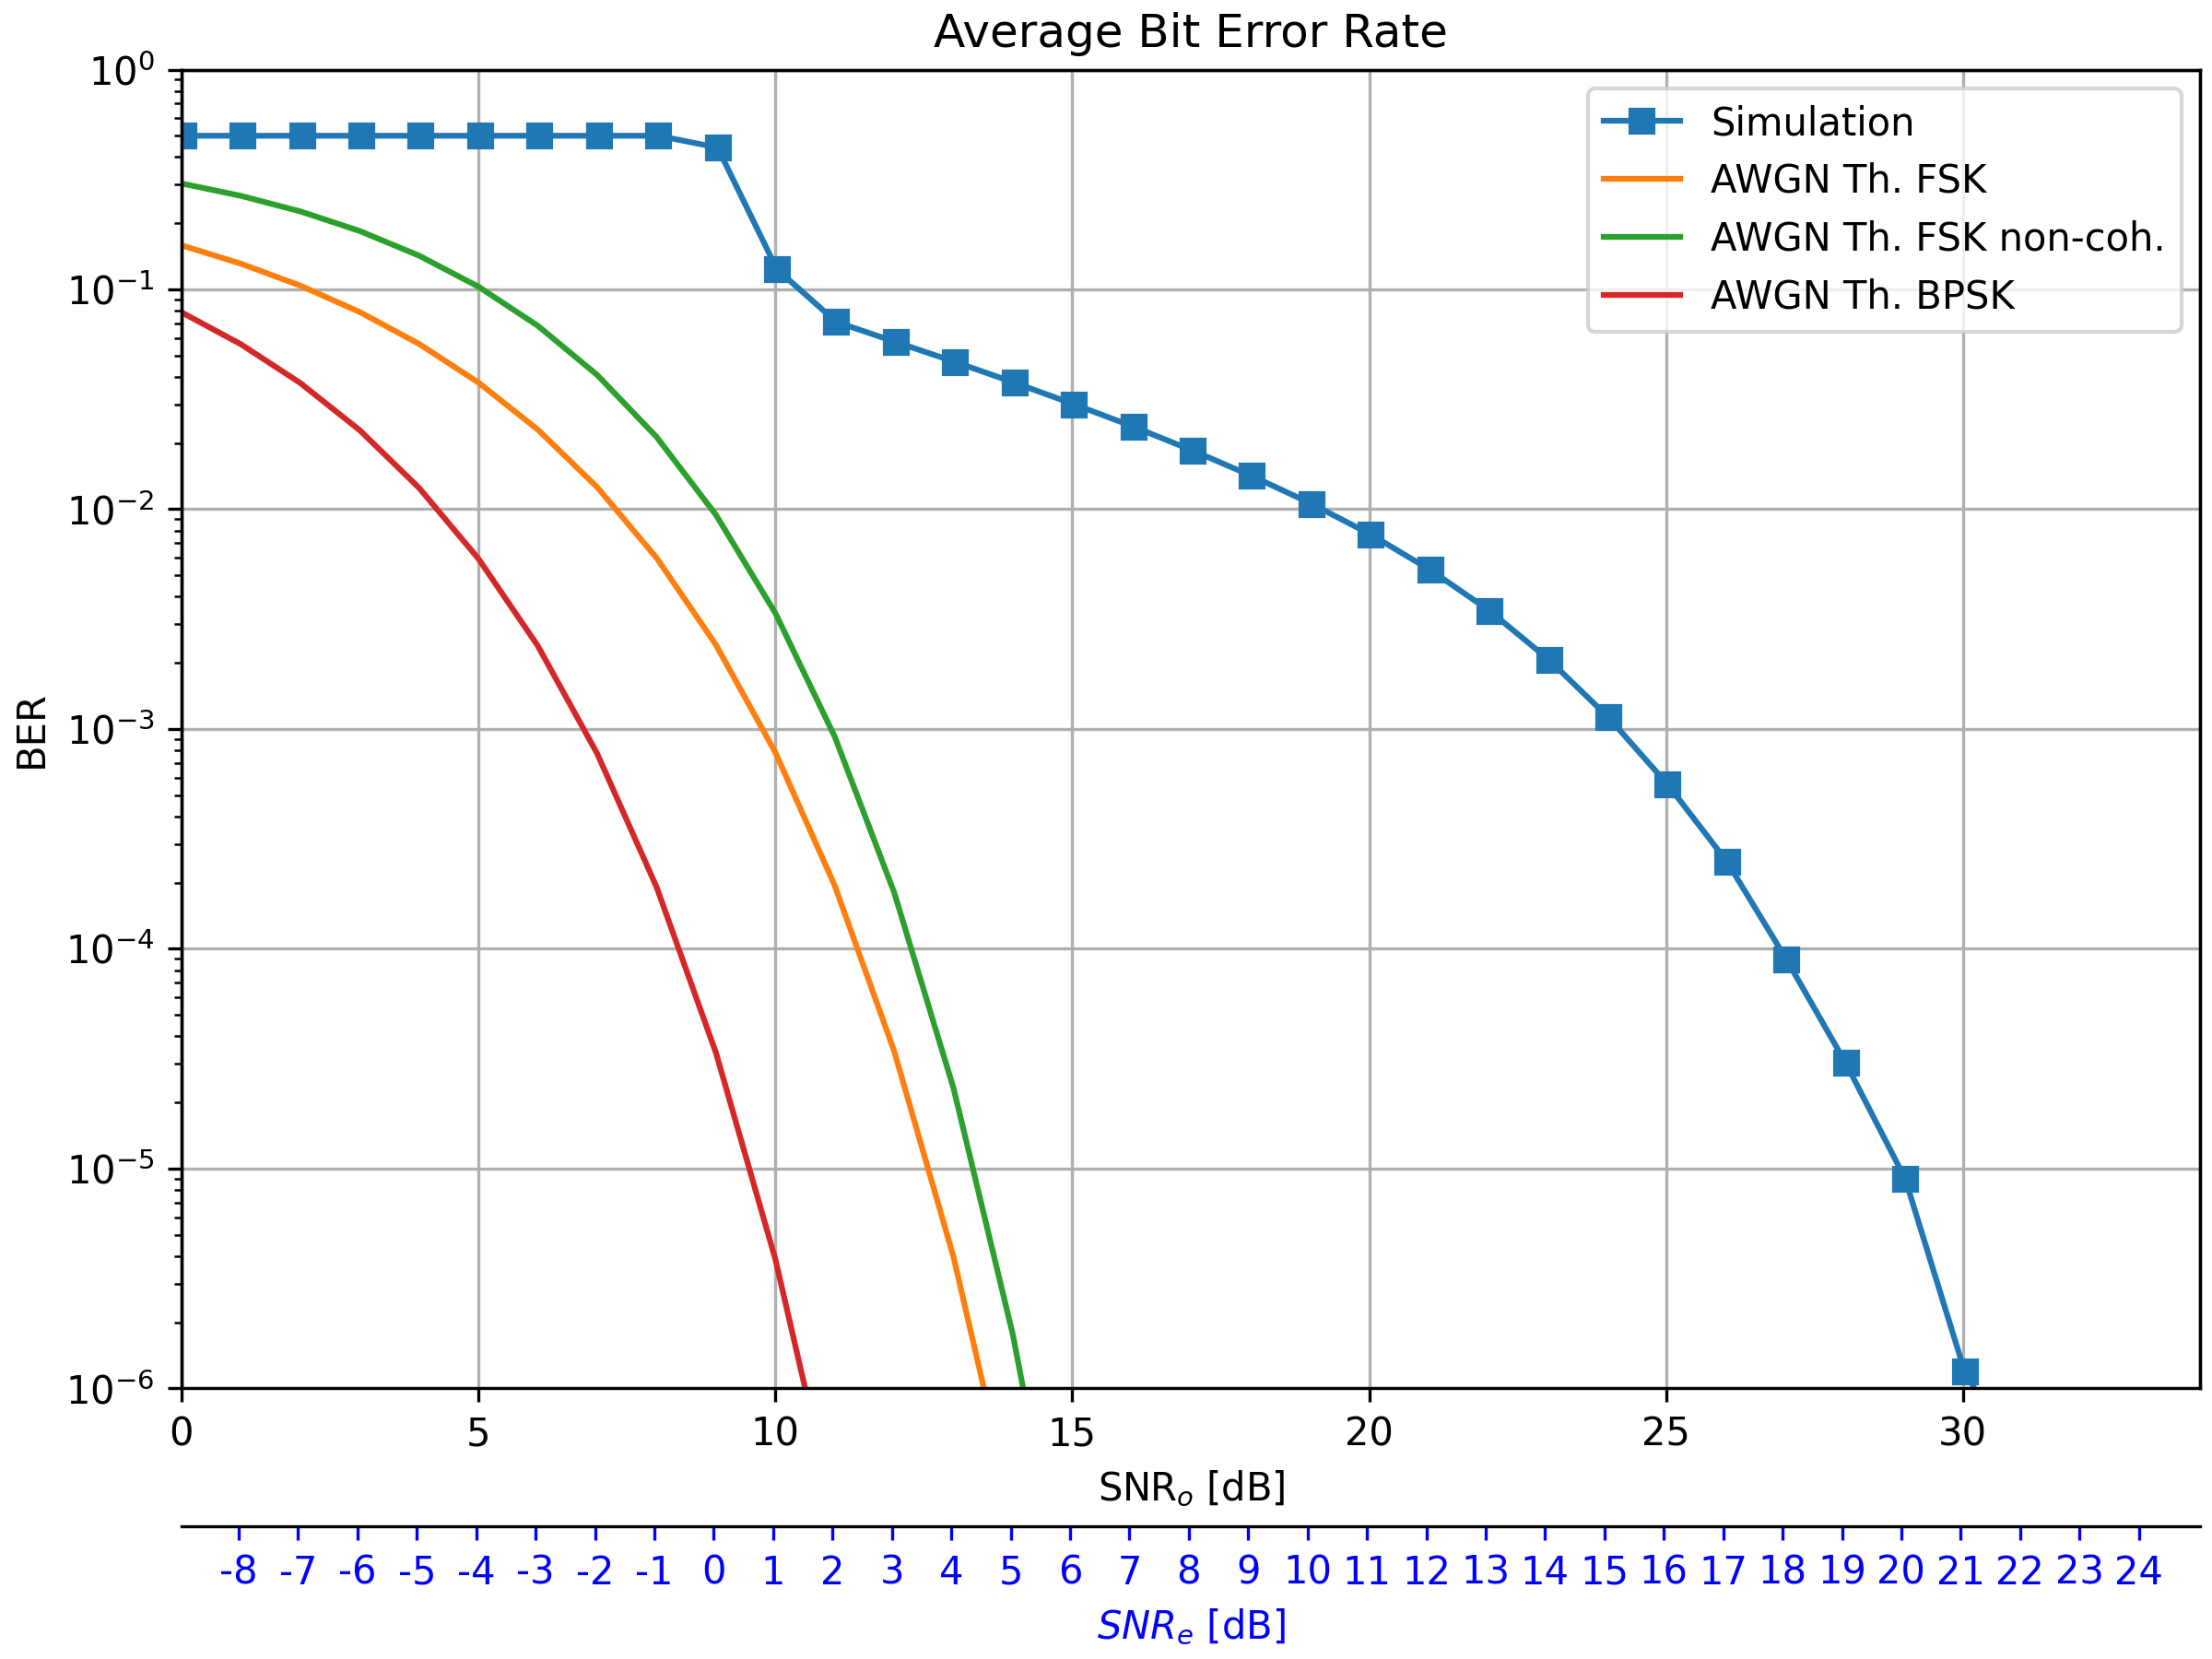 Average Bit Error Rate
10⁰
10⁻¹
10⁻²
10⁻³
10⁻⁴
10⁻⁵
10⁻⁶
BER
Simulation
AWGN Th. FSK
AWGN Th. FSK non-coh.
AWGN Th. BPSK
0 5 10 15 20 25 30
SNRₒ [dB]
-8 -7 -6 -5 -4 -3 -2 -1 0 1 2 3 4 5 6 7 8 9 10 11 12 13 14 15 16 17 18 19 20 21 22 23 24
SNRₑ [dB]